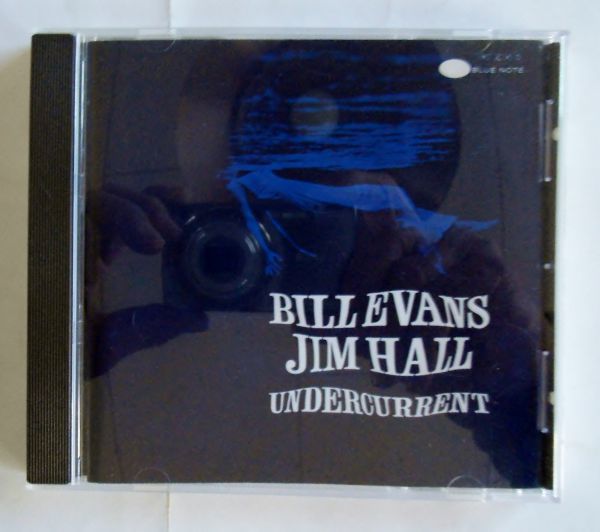 BLUE NOTE
BILL EVANS
JIM HALL
UNDERCURRENT